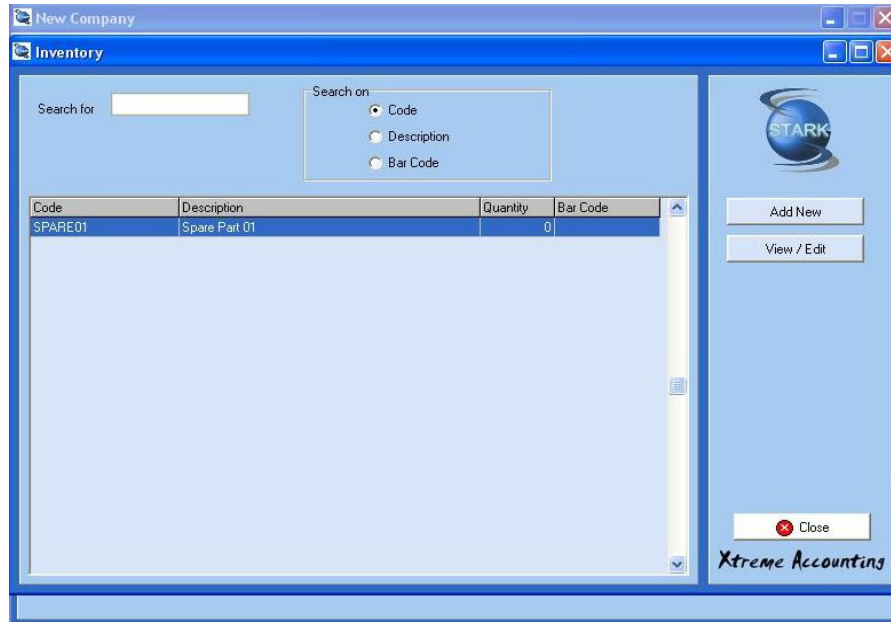 New Company
Inventory
Search for
Search on
Code
Description
Bar Code
STARK
Code Description Quantity Bar Code
SPARE01 Spare Part 01 0
Add New
View / Edit
Close
Xtreme Accounting